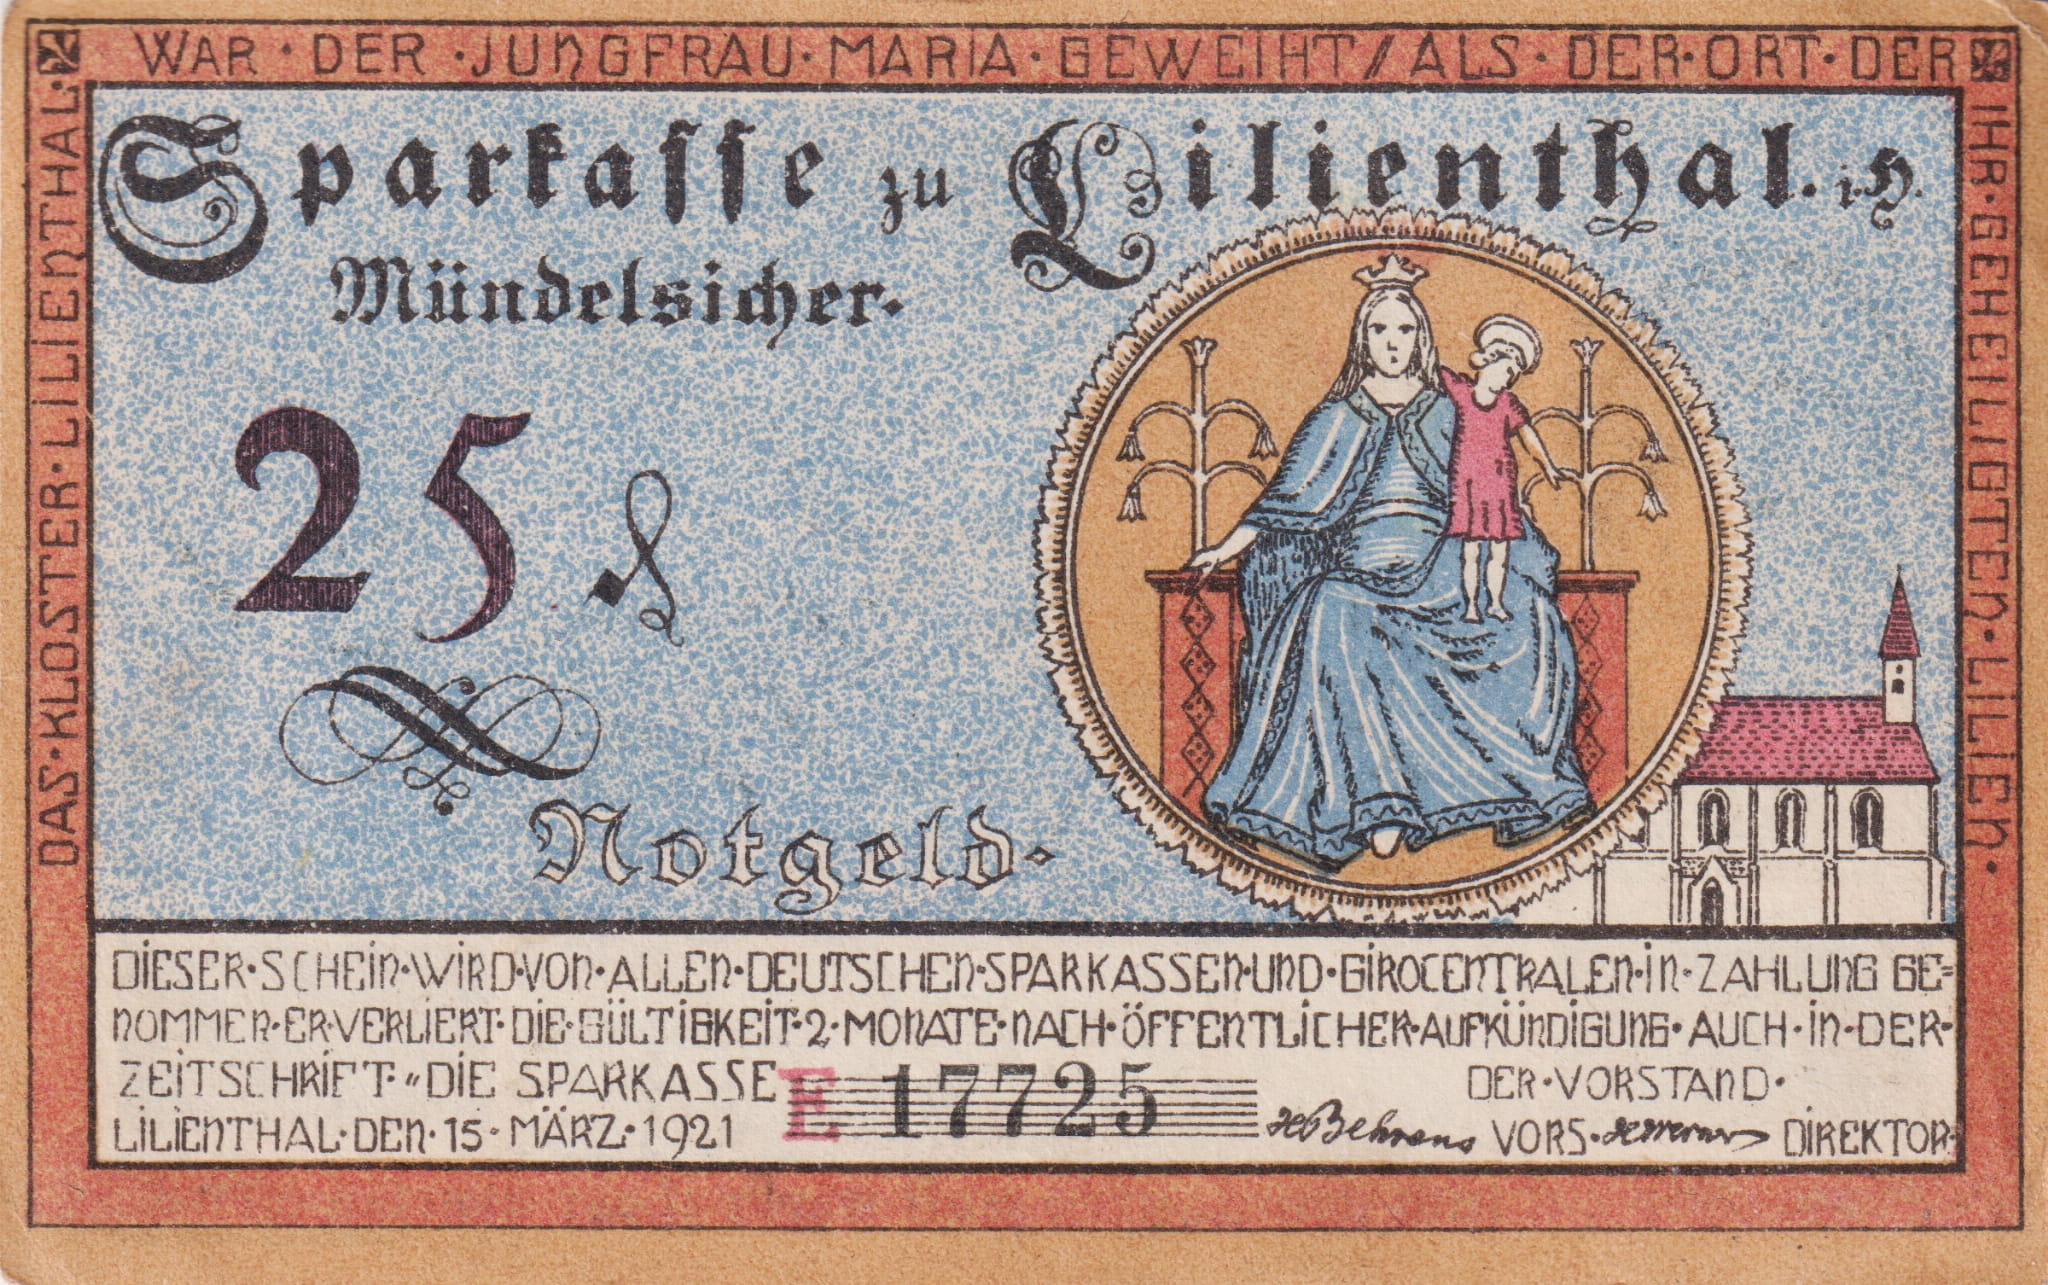 DAS·KLOSTER·LILIENTHAL·
WAR·DER·JUNGFRAU·MARIA·GEWEIHT/ALS·DER·ORT·DER
IHR·GEHEILIGTEN·LILIEN·
Sparkasse zu Lilienthal. i. H.
Mündelsicher.
25 ₰
Notgeld.
DIESER·SCHEIN·WIRD·VON·ALLEN·DEUTSCHEN·SPARKASSEN·UND·GIROCENTRALEN·IN·ZAHLUNG GE=
NOMMEN·ER·VERLIERT·DIE·GÜLTIGKEIT·2·MONATE·NACH·ÖFFENTLICHER·AUFKÜNDIGUNG·AUCH·IN·DER·
ZEITSCHRIFT·„DIE SPARKASSE
E 17725
DER·VORSTAND·
LILIENTHAL·DEN·15·MÄRZ·1921
HBehrens VORS· DIREKTOR·